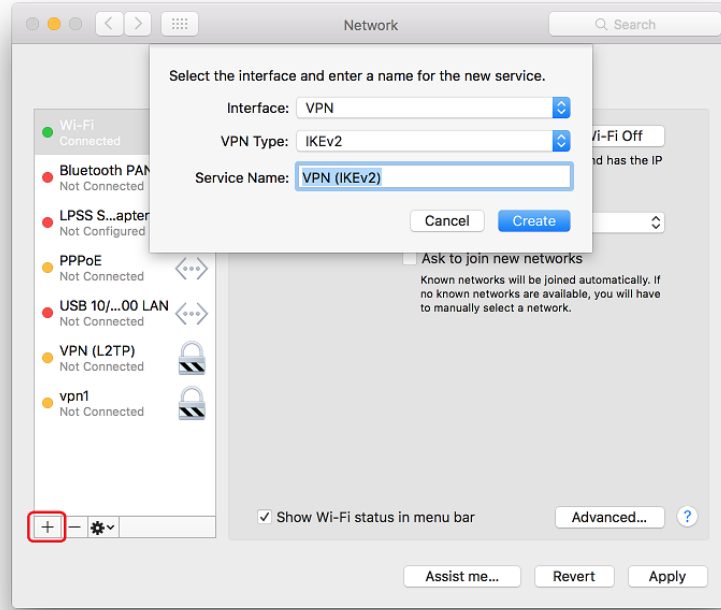 Network
Search
Select the interface and enter a name for the new service.
Interface: VPN
VPN Type: IKEv2
Service Name: VPN (IKEv2)
Cancel
Create
Wi-Fi
Connected
Bluetooth PAN
Not Connected
LPSS S...apter
Not Configured
PPPoE
Not Connected
USB 10/...00 LAN
Not Connected
VPN (L2TP)
Not Connected
vpn1
Not Connected
Wi-Fi Off
nd has the IP
Ask to join new networks
Known networks will be joined automatically. If
no known networks are available, you will have
to manually select a network.
Show Wi-Fi status in menu bar
Advanced...
?
Assist me...
Revert
Apply